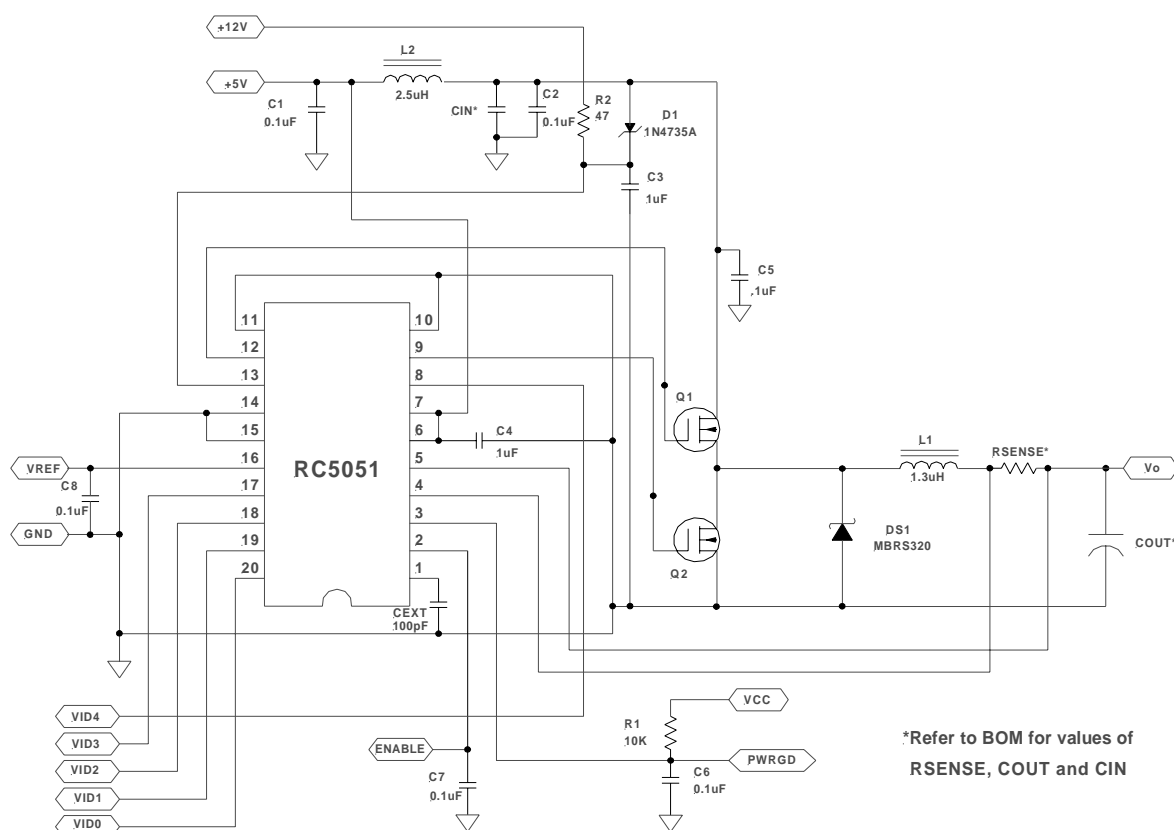 +12V
+5V
L2
2.5uH
C1
0.1uF
CIN*
C2
0.1uF
R2
47
D1
1N4735A
C3
.1uF
C5
.1uF
11
12
13
14
15
16
17
18
19
20
10
9
8
7
6
5
4
3
2
1
RC5051
C4
1uF
Q1
Q2
L1
1.3uH
RSENSE*
Vo
DS1
MBRS320
COUT*
VREF
C8
0.1uF
GND
CEXT
100pF
VID4
VID3
VID2
VID1
VID0
ENABLE
C7
0.1uF
VCC
R1
10K
PWRGD
C6
0.1uF
*Refer to BOM for values of
RSENSE, COUT and CIN